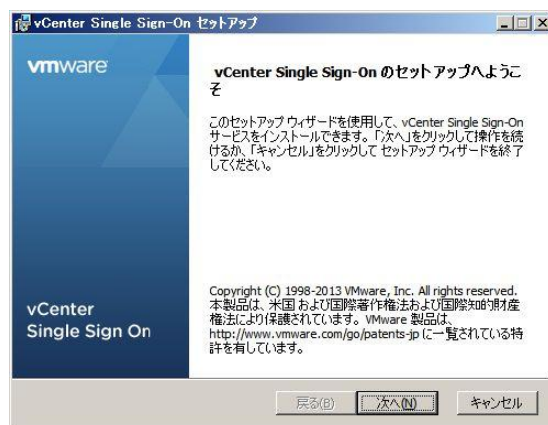 vCenter Single Sign-On セットアップ
vmware
vCenter Single Sign-On のセットアップへようこ
そ
このセットアップ ウィザードを使用して、vCenter Single Sign-On
サービスをインストールできます。「次へ」をクリックして操作を続
けるか、「キャンセル」をクリックして セットアップ ウィザードを終了
してください。
Copyright (C) 1998-2013 VMware, Inc. All rights reserved.
本製品は、米国 および国際著作権法および国際知的財産
権法により保護されています。VMware 製品は、
http://www.vmware.com/go/patents-jp に一覧されている特
許を有しています。
vCenter
Single Sign On
戻る(B)
次へ(N)
キャンセル